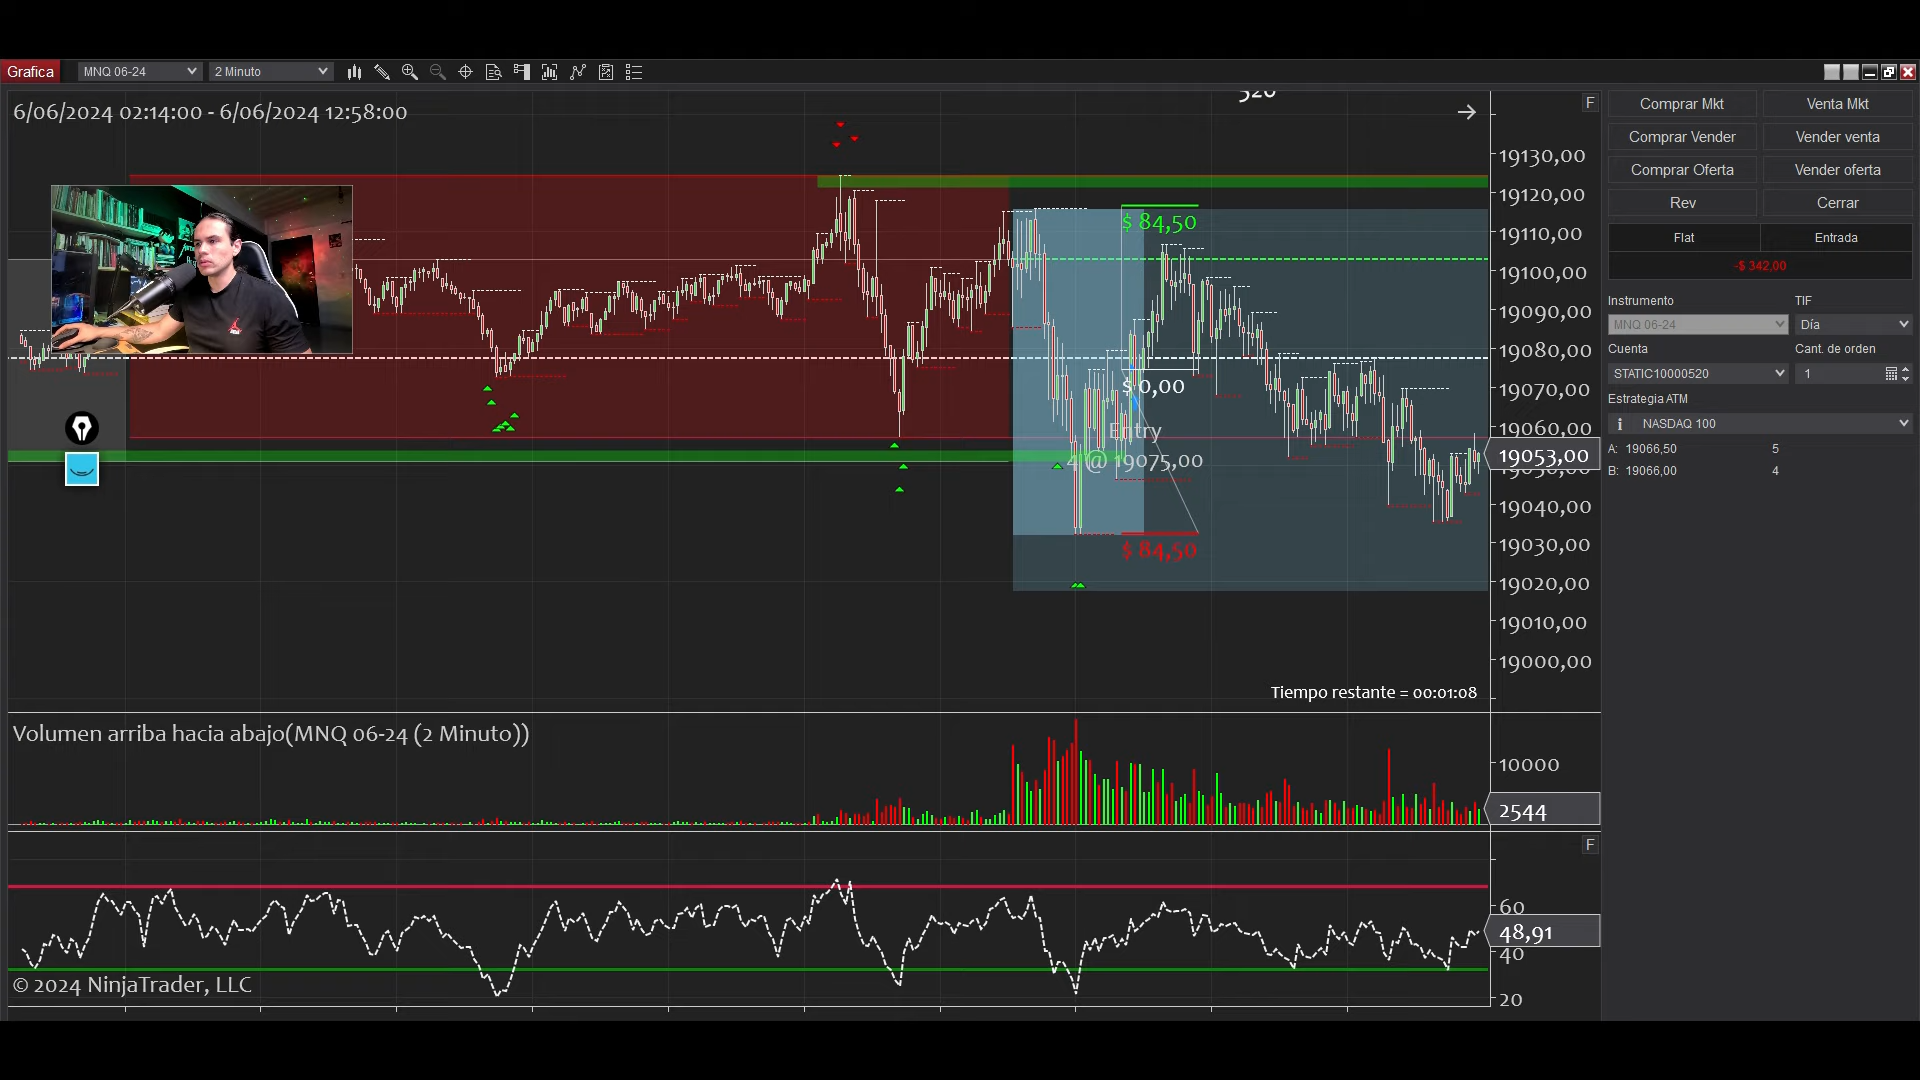 Grafica
MNQ 06-24
2 Minuto
6/06/2024 02:14:00 - 6/06/2024 12:58:00
F
19130,00
19120,00
19110,00
19100,00
19090,00
19080,00
19070,00
19060,00
19053,00
19040,00
19030,00
19020,00
19010,00
19000,00
$ 84,50
$ 0,00
Entry
4 @ 19075,00
$ 84,50
Tiempo restante = 00:01:08
Volumen arriba hacia abajo(MNQ 06-24 (2 Minuto))
10000
2544
F
60
48,91
40
20
© 2024 NinjaTrader, LLC
Comprar Mkt
Venta Mkt
Comprar Vender
Vender venta
Comprar Oferta
Vender oferta
Rev
Cerrar
Flat
Entrada
-$ 342,00
Instrumento
TIF
MNQ 06-24
Día
Cuenta
Cant. de orden
STATIC10000520
1
Estrategia ATM
NASDAQ 100
A: 19066,50 5
B: 19066,00 4